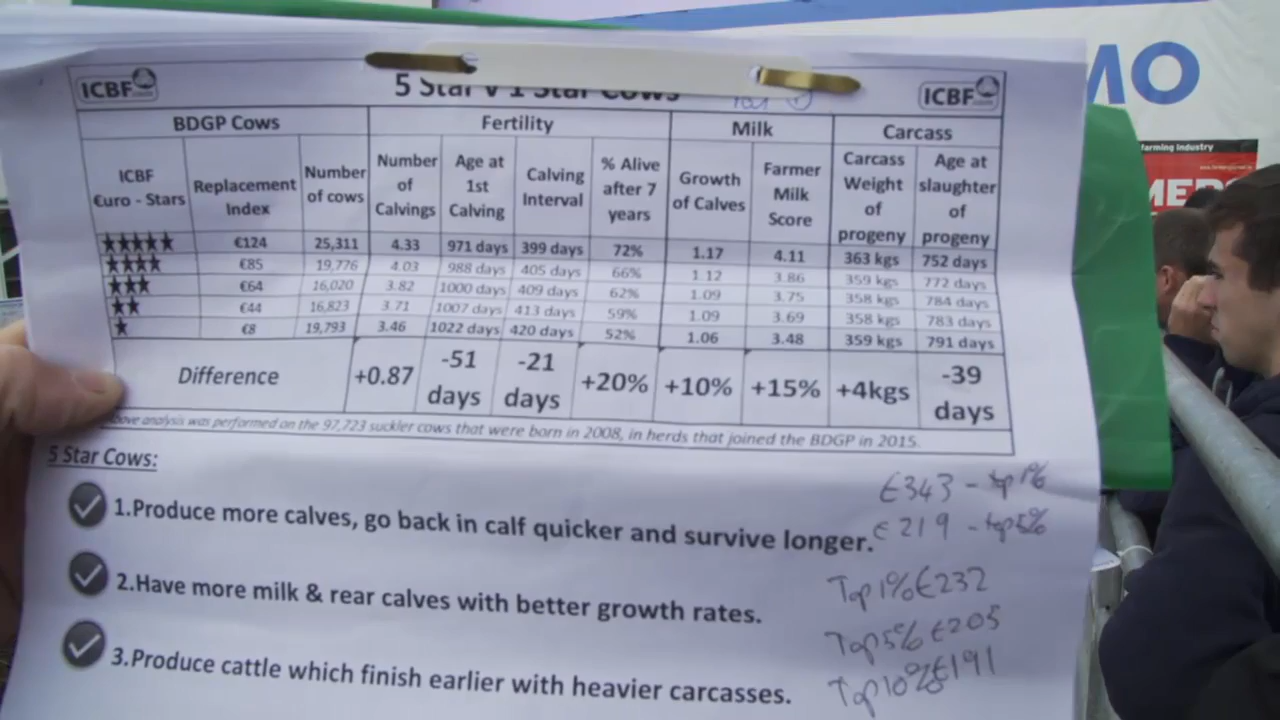 ICBF .com
5 Star v 1 Star Cows
ICBF .com
BDGP Cows Fertility Milk Carcass
ICBF Euro - Stars Replacement Index Number of cows Number of Calvings Age at 1st Calving Calving Interval % Alive after 7 years Growth of Calves Farmer Milk Score Carcass Weight of progeny Age at slaughter of progeny
★★★★★ €124 25,311 4.33 971 days 399 days 72% 1.17 4.11 363 kgs 752 days
★★★★ €85 19,776 4.03 988 days 405 days 66% 1.12 3.86 359 kgs 772 days
★★★ €64 16,020 3.82 1000 days 409 days 62% 1.09 3.75 358 kgs 784 days
★★ €44 16,823 3.71 1007 days 413 days 59% 1.09 3.69 358 kgs 783 days
★ €8 19,793 3.46 1022 days 420 days 52% 1.06 3.48 359 kgs 791 days
Difference +0.87 -51 days -21 days +20% +10% +15% +4kgs -39 days
above analysis was performed on the 97,723 suckler cows that were born in 2008, in herds that joined the BDGP in 2015.
5 Star Cows:
€343 - top 1%
€219 - top 5%
1.Produce more calves, go back in calf quicker and survive longer.
Top 1% €232
2.Have more milk & rear calves with better growth rates.
Top 5% €205
Top 10% €191
3.Produce cattle which finish earlier with heavier carcasses.
MO
farming Industry